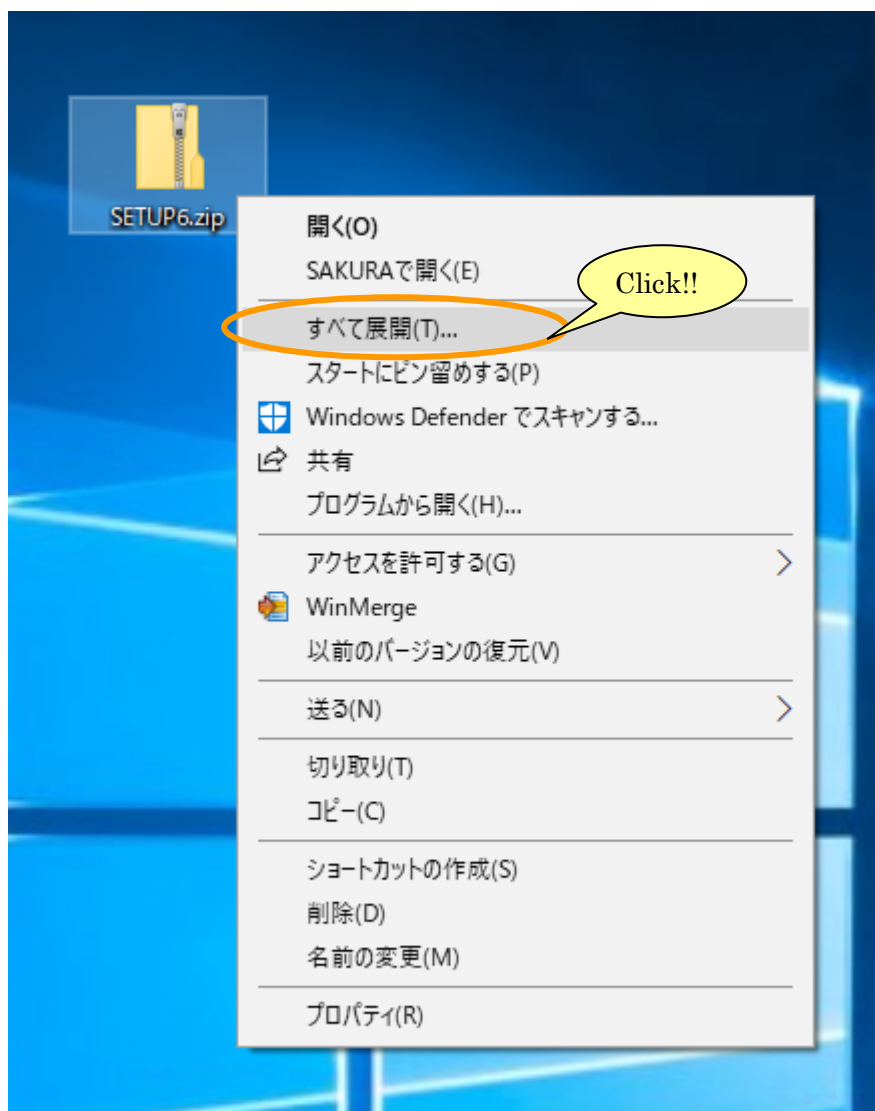 SETUP6.zip
開く(O)
SAKURAで開く(E)
Click!!
すべて展開(T)...
スタートにピン留めする(P)
Windows Defender でスキャンする...
共有
プログラムから開く(H)...
アクセスを許可する(G)
WinMerge
以前のバージョンの復元(V)
送る(N)
切り取り(T)
コピー(C)
ショートカットの作成(S)
削除(D)
名前の変更(M)
プロパティ(R)